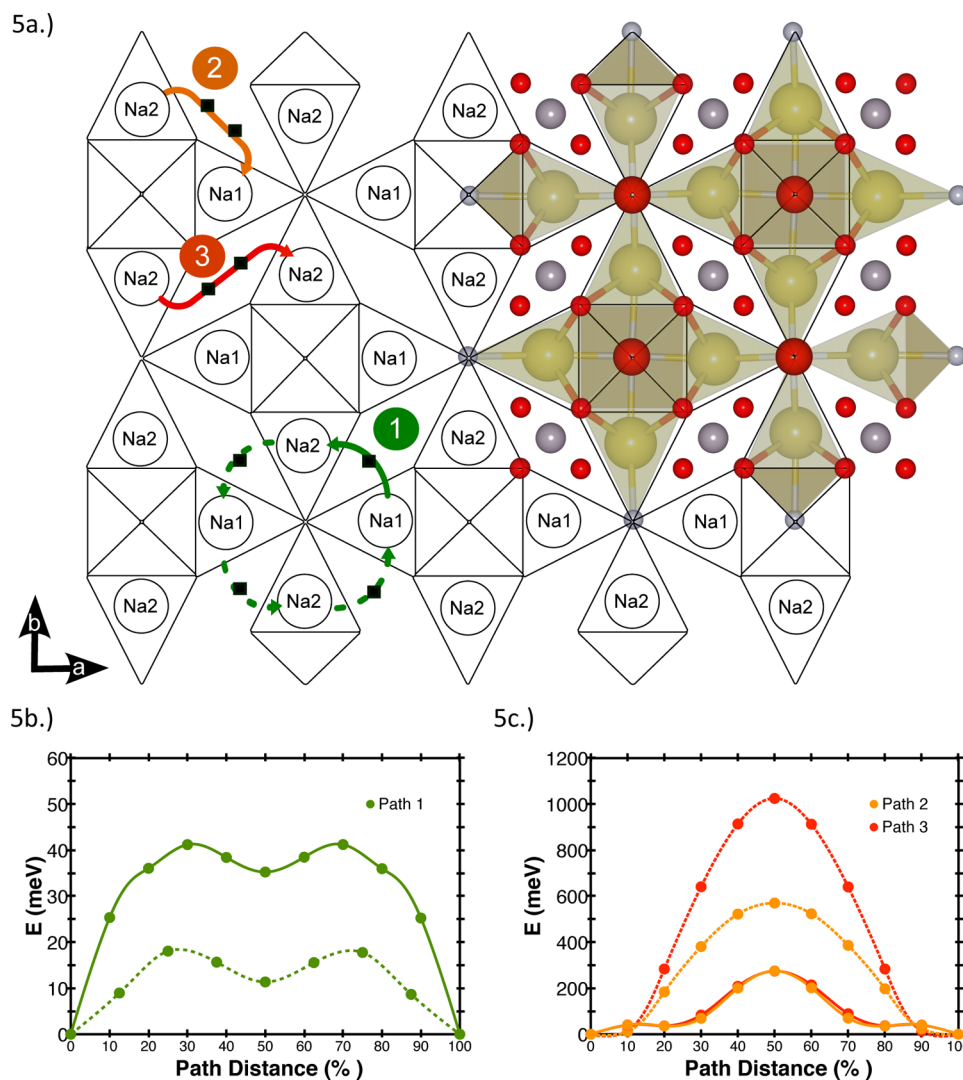 5a.)
2
Na2 Na2 Na2
Na1 Na1
3
Na2 Na2 Na2
Na1 Na1
1
Na2 Na2 Na2
Na1 Na1 Na1 Na1
Na2 Na2 Na2 Na2 Na2
b
a
5b.) 5c.)
60 1200
50 1000
40 800
30 600
20 400
10 200
0 0
E (meV) E (meV)
Path 1
Path 2
Path 3
0 10 20 30 40 50 60 70 80 90 100
0 10 20 30 40 50 60 70 80 90 100
Path Distance (% ) Path Distance (% )